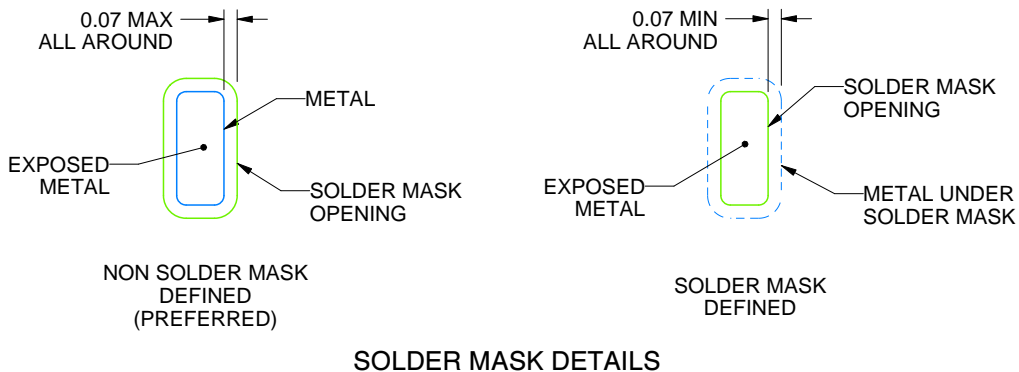 0.07 MAX
ALL AROUND
METAL
EXPOSED
METAL
SOLDER MASK
OPENING
NON SOLDER MASK
DEFINED
(PREFERRED)
0.07 MIN
ALL AROUND
SOLDER MASK
OPENING
EXPOSED
METAL
METAL UNDER
SOLDER MASK
SOLDER MASK
DEFINED
SOLDER MASK DETAILS